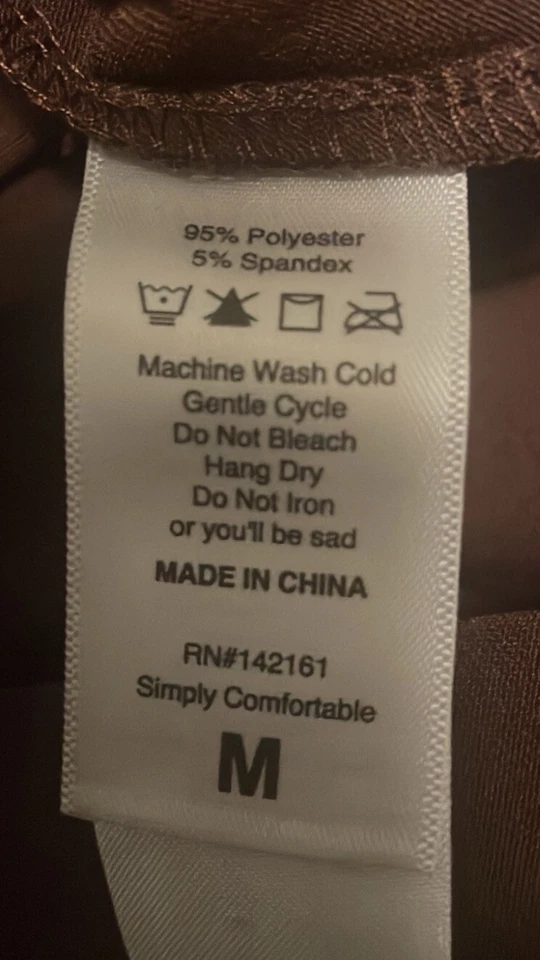 95% Polyester
5% Spandex
Machine Wash Cold
Gentle Cycle
Do Not Bleach
Hang Dry
Do Not Iron
or you'll be sad
MADE IN CHINA
RN#142161
Simply Comfortable
M